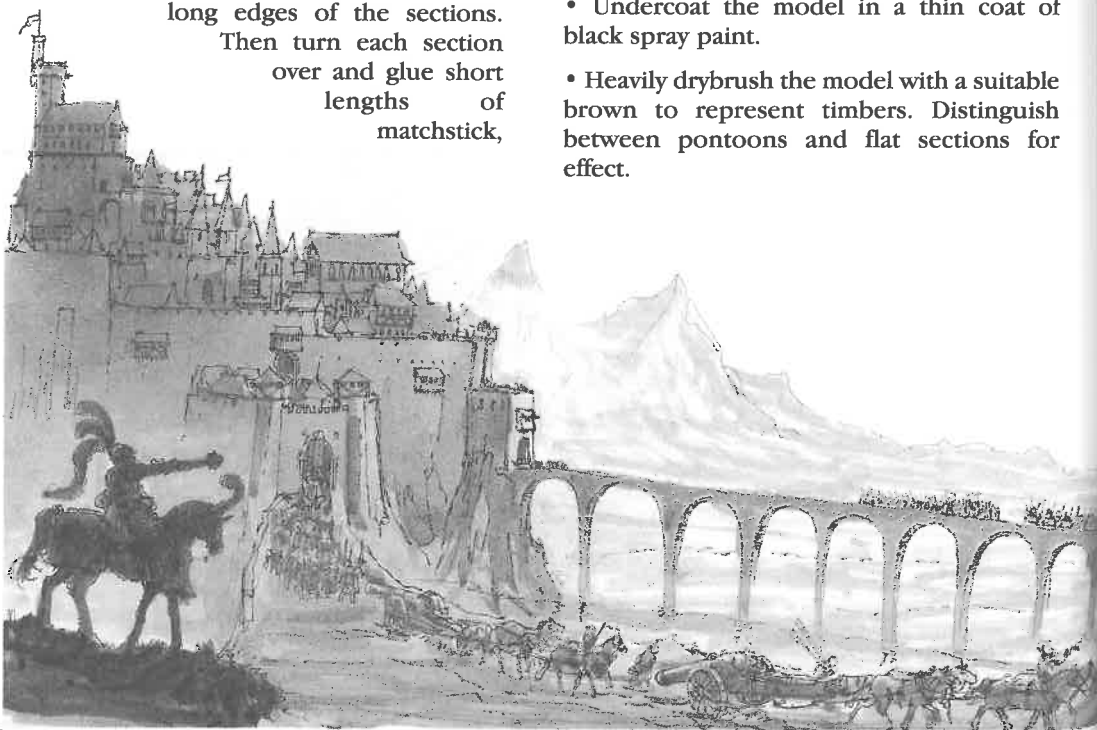 long edges of the sections.
Then turn each section
over and glue short
lengths of
matchstick,
• Undercoat the model in a thin coat of
black spray paint.
• Heavily drybrush the model with a suitable
brown to represent timbers. Distinguish
between pontoons and flat sections for
effect.